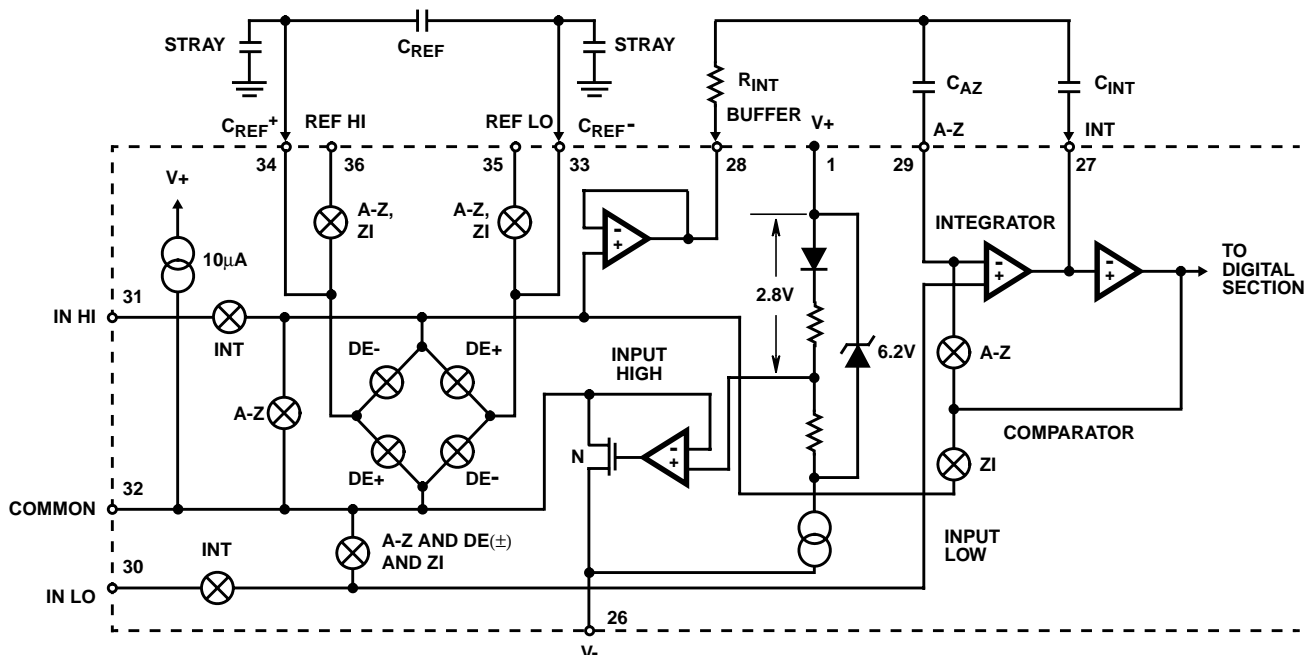 STRAY
CREF
STRAY
RINT
BUFFER
CAZ
CINT
CREF+
REF HI
REF LO
CREF-
V+
A-Z
INT
34
36
35
33
28
1
29
27
V+
A-Z,
ZI
A-Z,
ZI
-
+
INTEGRATOR
-
+
-
TO
DIGITAL
SECTION
10μA
2.8V
31
IN HI
INT
DE-
DE+
INPUT
HIGH
6.2V
A-Z
A-Z
N
-
+
COMPARATOR
DE+
DE-
ZI
32
COMMON
INT
A-Z AND DE(±)
AND ZI
INPUT
LOW
30
IN LO
26
V-